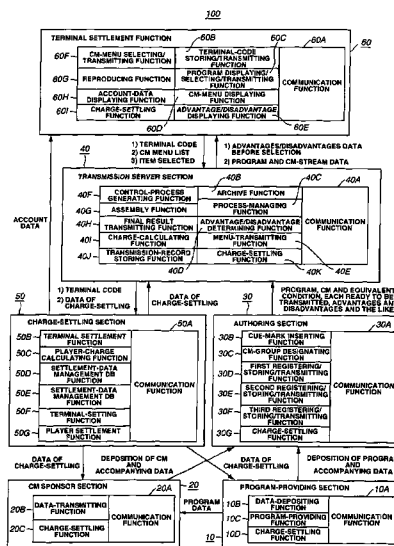 100
TERMINAL SETTLEMENT FUNCTION
60B
60C
60A
60
60F
CM-MENU SELECTING/
TRANSMITTING FUNCTION
TERMINAL-CODE
STORING/TRANSMITTING
FUNCTION
60G
REPRODUCING FUNCTION
PROGRAM DISPLAYING/
SELECTING/TRANSMITTING
FUNCTION
COMMUNICATION
FUNCTION
60H
ACCOUNT-DATA
DISPLAYING FUNCTION
CM-MENU DISPLAYING
FUNCTION
60I
CHARGE-SETTLING
FUNCTION
ADVANTAGE/DISADVANTAGE
DISPLAYING FUNCTION
60D
60E
1) TERMINAL CODE
2) CM MENU LIST
3) ITEM SELECTED
1) ADVANTAGES/DISADVANTAGES DATA
BEFORE SELECTION
2) PROGRAM AND CM-STREAM DATA
40
TRANSMISSION SERVER SECTION
40B
40C
40A
40F
CONTROL-PROCESS
GENERATING FUNCTION
ARCHIVE FUNCTION
40G
ASSEMBLY FUNCTION
PROCESS-MANAGING
FUNCTION
40H
FINAL RESULT
TRANSMITTING FUNCTION
ADVANTAGE/DISADVANTAGE
DETERMINING FUNCTION
COMMUNICATION
FUNCTION
40I
CHARGE-CALCULATING
FUNCTION
MENU-TRANSMITTING
FUNCTION
40J
TRANSMISSION-RECORD
STORING FUNCTION
CHARGE-SETTLING
FUNCTION
40D
40E
40K
ACCOUNT
DATA
1) TERMINAL CODE
2) DATA OF
CHARGE-SETTLING
DATA OF
CHARGE-SETTLING
PROGRAM, CM AND EQUIVALENT
CONDITION, EACH READY TO BE
TRANSMITTED, ADVANTAGES AND
DISADVANTAGES AND THE LIKE
50
CHARGE-SETTLING SECTION
50A
50B
TERMINAL SETTLEMENT
FUNCTION
50C
PLAYER-CHARGE
CALCULATING FUNCTION
50D
SETTLEMENT-DATA
MANAGEMENT DB
FUNCTION
50E
SETTLEMENT-DATA
MANAGEMENT DB
FUNCTION
50F
TERMINAL-SETTING
FUNCTION
50G
PLAYER SETTLEMENT
FUNCTION
COMMUNICATION
FUNCTION
30
AUTHORING SECTION
30A
30B
CUE-MARK INSERTING
FUNCTION
30C
CM-GROUP DESIGNATING
FUNCTION
30D
FIRST REGISTERING/
STORING/TRANSMITTING
FUNCTION
30E
SECOND REGISTERING/
STORING/TRANSMITTING
FUNCTION
30F
THIRD REGISTERING/
STORING/TRANSMITTING
FUNCTION
30G
CHARGE-SETTLING
FUNCTION
COMMUNICATION
FUNCTION
DATA OF
CHARGE-SETTLING
DEPOSITION OF CM
AND
ACCOMPANYING DATA
DATA OF
CHARGE-SETTLING
DEPOSITION OF PROGRAM
AND
ACCOMPANYING DATA
CM SPONSOR SECTION
20A
20
20B
DATA-TRANSMITTING
FUNCTION
20C
CHARGE-SETTLING
FUNCTION
COMMUNICATION
FUNCTION
PROGRAM
DATA
10
PROGRAM-PROVIDING SECTION
10A
10B
DATA-DEPOSITING
FUNCTION
10C
PROGRAM-PROVIDING
FUNCTION
10D
CHARGE-SETTLING
FUNCTION
COMMUNICATION
FUNCTION